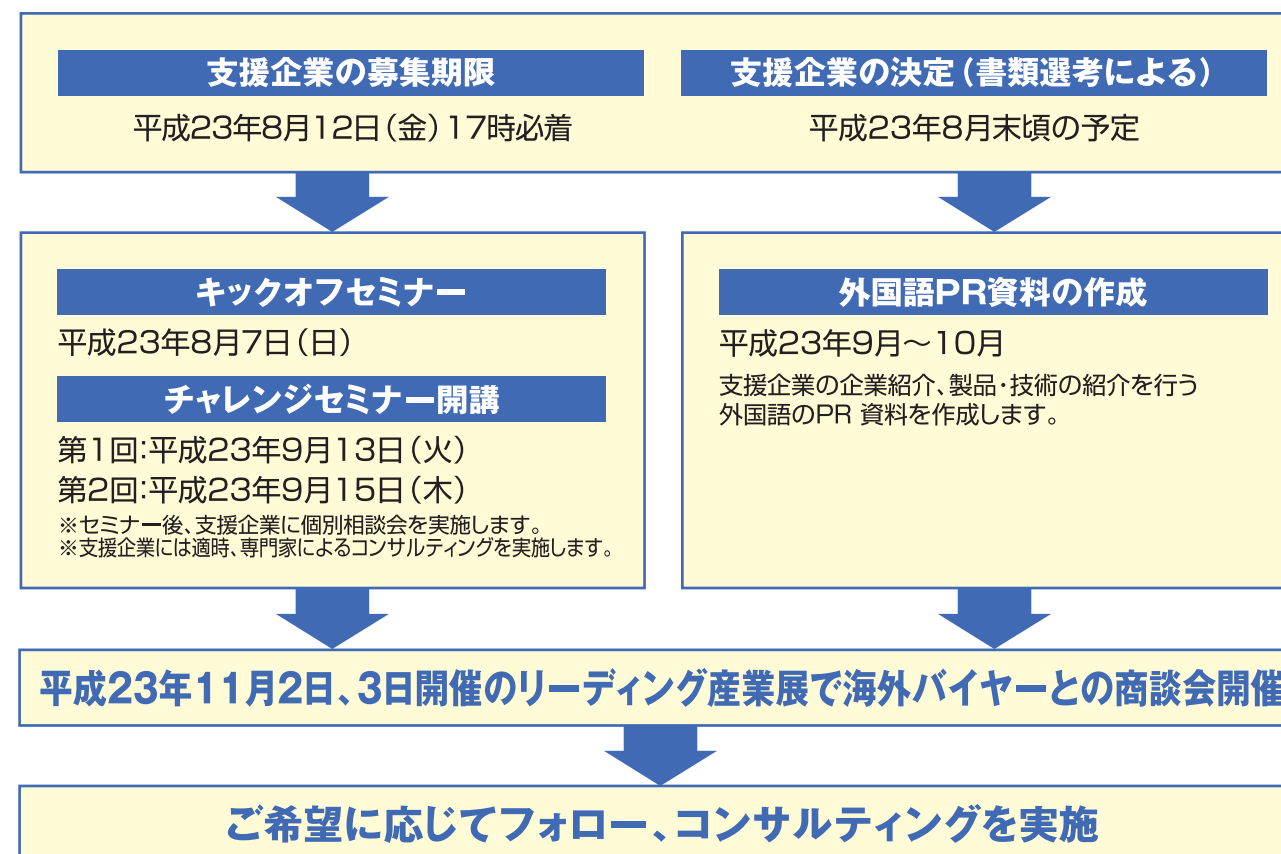 支援企業の募集期限
平成23年8月12日(金)17時必着
支援企業の決定(書類選考による)
平成23年8月末頃の予定
キックオフセミナー
平成23年8月7日(日)
チャレンジセミナー開講
第1回:平成23年9月13日(火)
第2回:平成23年9月15日(木)
※セミナー後、支援企業に個別相談会を実施します。
※支援企業には適時、専門家によるコンサルティングを実施します。
外国語PR資料の作成
平成23年9月～10月
支援企業の企業紹介、製品・技術の紹介を行う
外国語のPR 資料を作成します。
平成23年11月2日、3日開催のリーディング産業展で海外バイヤーとの商談会開催
ご希望に応じてフォロー、コンサルティングを実施